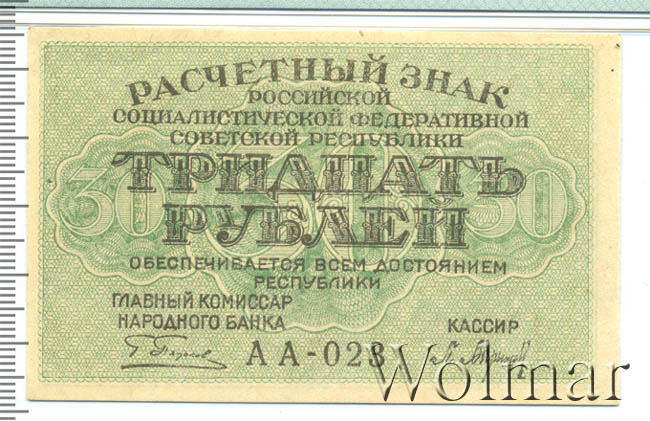 РАСЧЕТНЫЙ ЗНАК
РОССИЙСКОЙ
СОЦИАЛИСТИЧЕСКОЙ ФЕДЕРАТИВНОЙ
СОВЕТСКОЙ РЕСПУБЛИКИ
30 ТРИДЦАТЬ 30
РУБЛЕЙ
ОБЕСПЕЧИВАЕТСЯ ВСЕМ ДОСТОЯНИЕМ
РЕСПУБЛИКИ
ГЛАВНЫЙ КОМИССАР
НАРОДНОГО БАНКА
КАССИР
АА-023
Wolmar